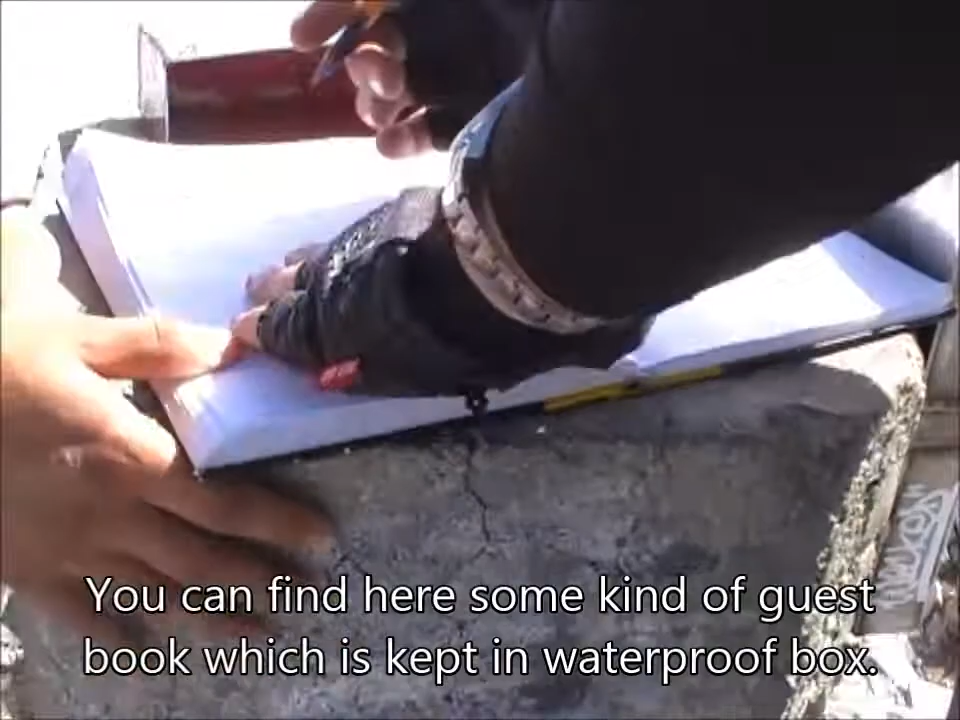 You can find here some kind of guest
book which is kept in waterproof box.